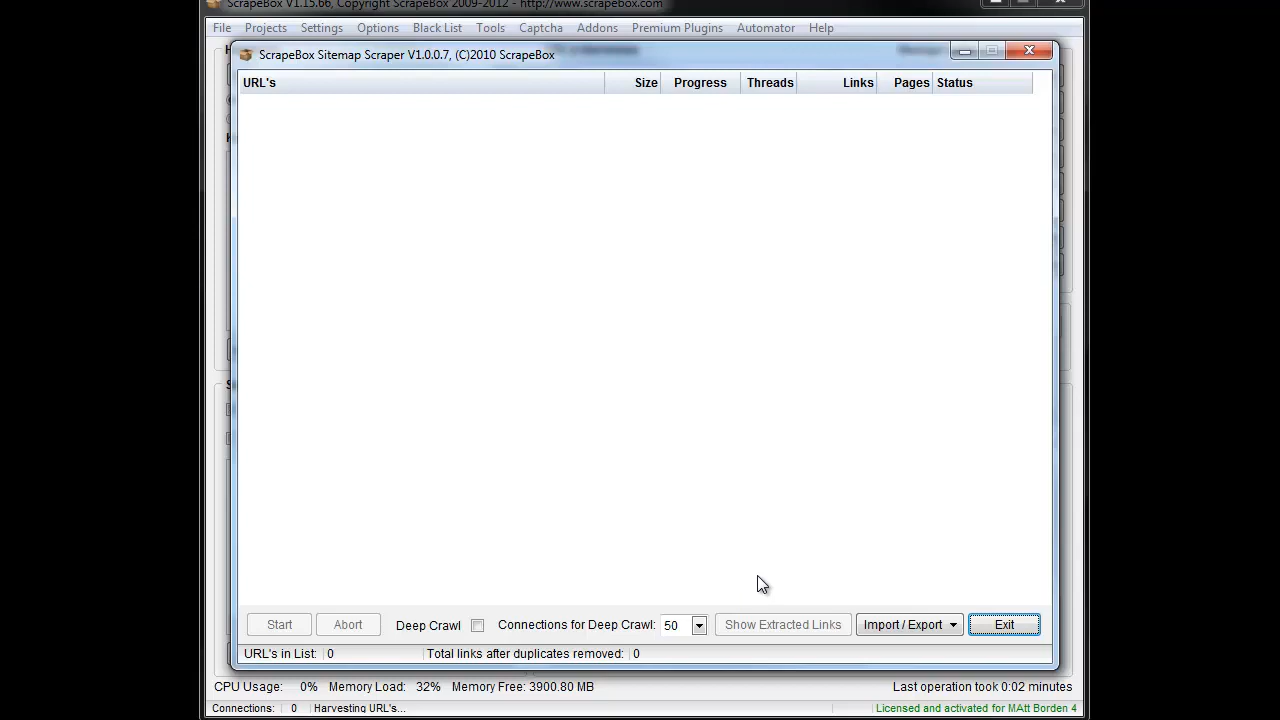 ScrapeBox V1.15.66, Copyright ScrapeBox 2009-2012 - http://www.scrapebox.com
File Projects Settings Options Black List Tools Captcha Addons Premium Plugins Automator Help
ScrapeBox Sitemap Scraper V1.0.0.7, (C)2010 ScrapeBox
URL's Size Progress Threads Links Pages Status
Start Abort Deep Crawl Connections for Deep Crawl: 50 Show Extracted Links Import / Export Exit
URL's in List: 0 Total links after duplicates removed: 0
CPU Usage: 0% Memory Load: 32% Memory Free: 3900.80 MB Last operation took 0:02 minutes
Connections: 0 Harvesting URL's... Licensed and activated for MAtt Borden 4